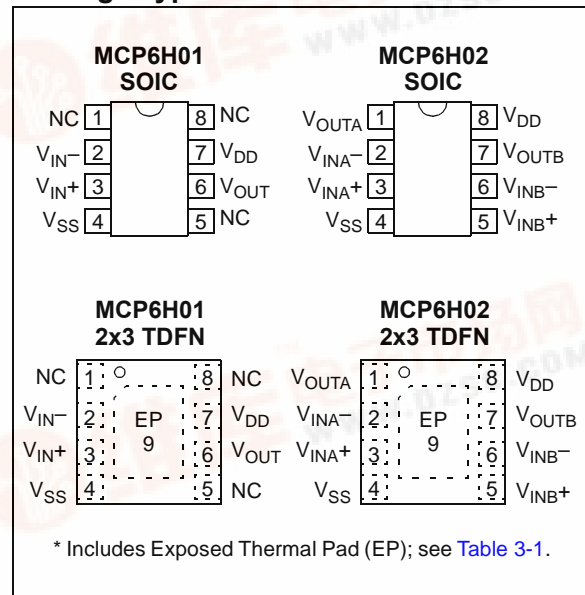 MCP6H01
SOIC
NC 1
8 NC
VIN– 2
7 VDD
VIN+ 3
6 VOUT
VSS 4
5 NC
MCP6H02
SOIC
VOUTA 1
8 VDD
VINA– 2
7 VOUTB
VINA+ 3
6 VINB–
VSS 4
5 VINB+
MCP6H01
2x3 TDFN
NC 1
8 NC
VIN– 2
7 VDD
VIN+ 3
6 VOUT
VSS 4
5 NC
EP
9
MCP6H02
2x3 TDFN
VOUTA 1
8 VDD
VINA– 2
7 VOUTB
VINA+ 3
6 VINB–
VSS 4
5 VINB+
EP
9
* Includes Exposed Thermal Pad (EP); see Table 3-1.